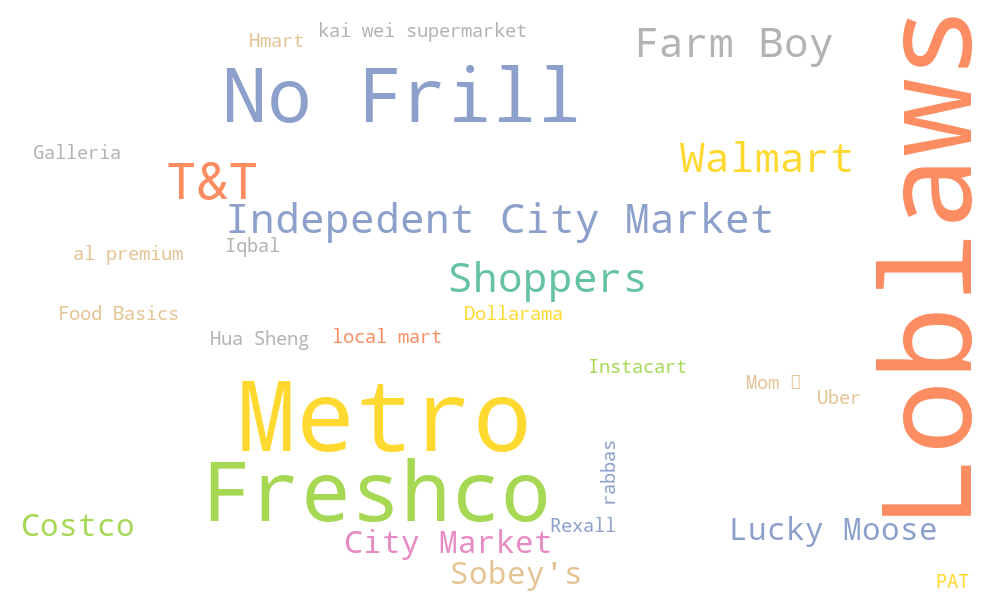 kai wei supermarket
Hmart
Farm Boy
No Frill
Loblaws
Galleria
T&T
Walmart
Indepedent City Market
Iqbal
al premium
Shoppers
Food Basics
Dollarama
Hua Sheng
local mart
Instacart
Mom
Uber
Metro
Freshco
rabbas
Costco
Rexall
City Market
Lucky Moose
Sobey's
PAT